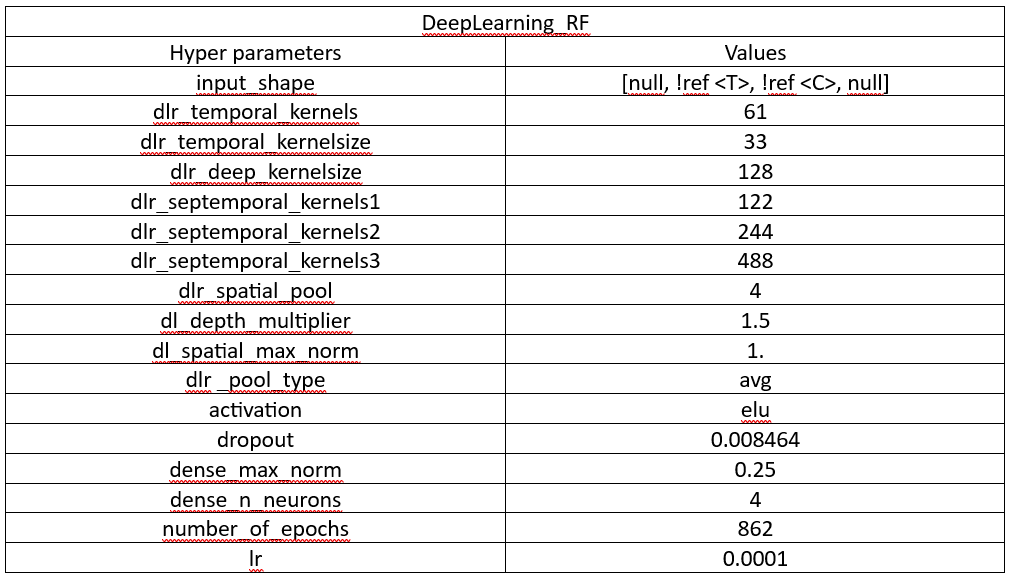 DeepLearning_RF
Hyper parameters Values
input_shape [null, !ref <T>, !ref <C>, null]
dlr_temporal_kernels 61
dlr_temporal_kernelsize 33
dlr_deep_kernelsize 128
dlr_septemporal_kernels1 122
dlr_septemporal_kernels2 244
dlr_septemporal_kernels3 488
dlr_spatial_pool 4
dl_depth_multiplier 1.5
dl_spatial_max_norm 1.
dlr _pool_type avg
activation elu
dropout 0.008464
dense_max_norm 0.25
dense_n_neurons 4
number_of_epochs 862
lr 0.0001